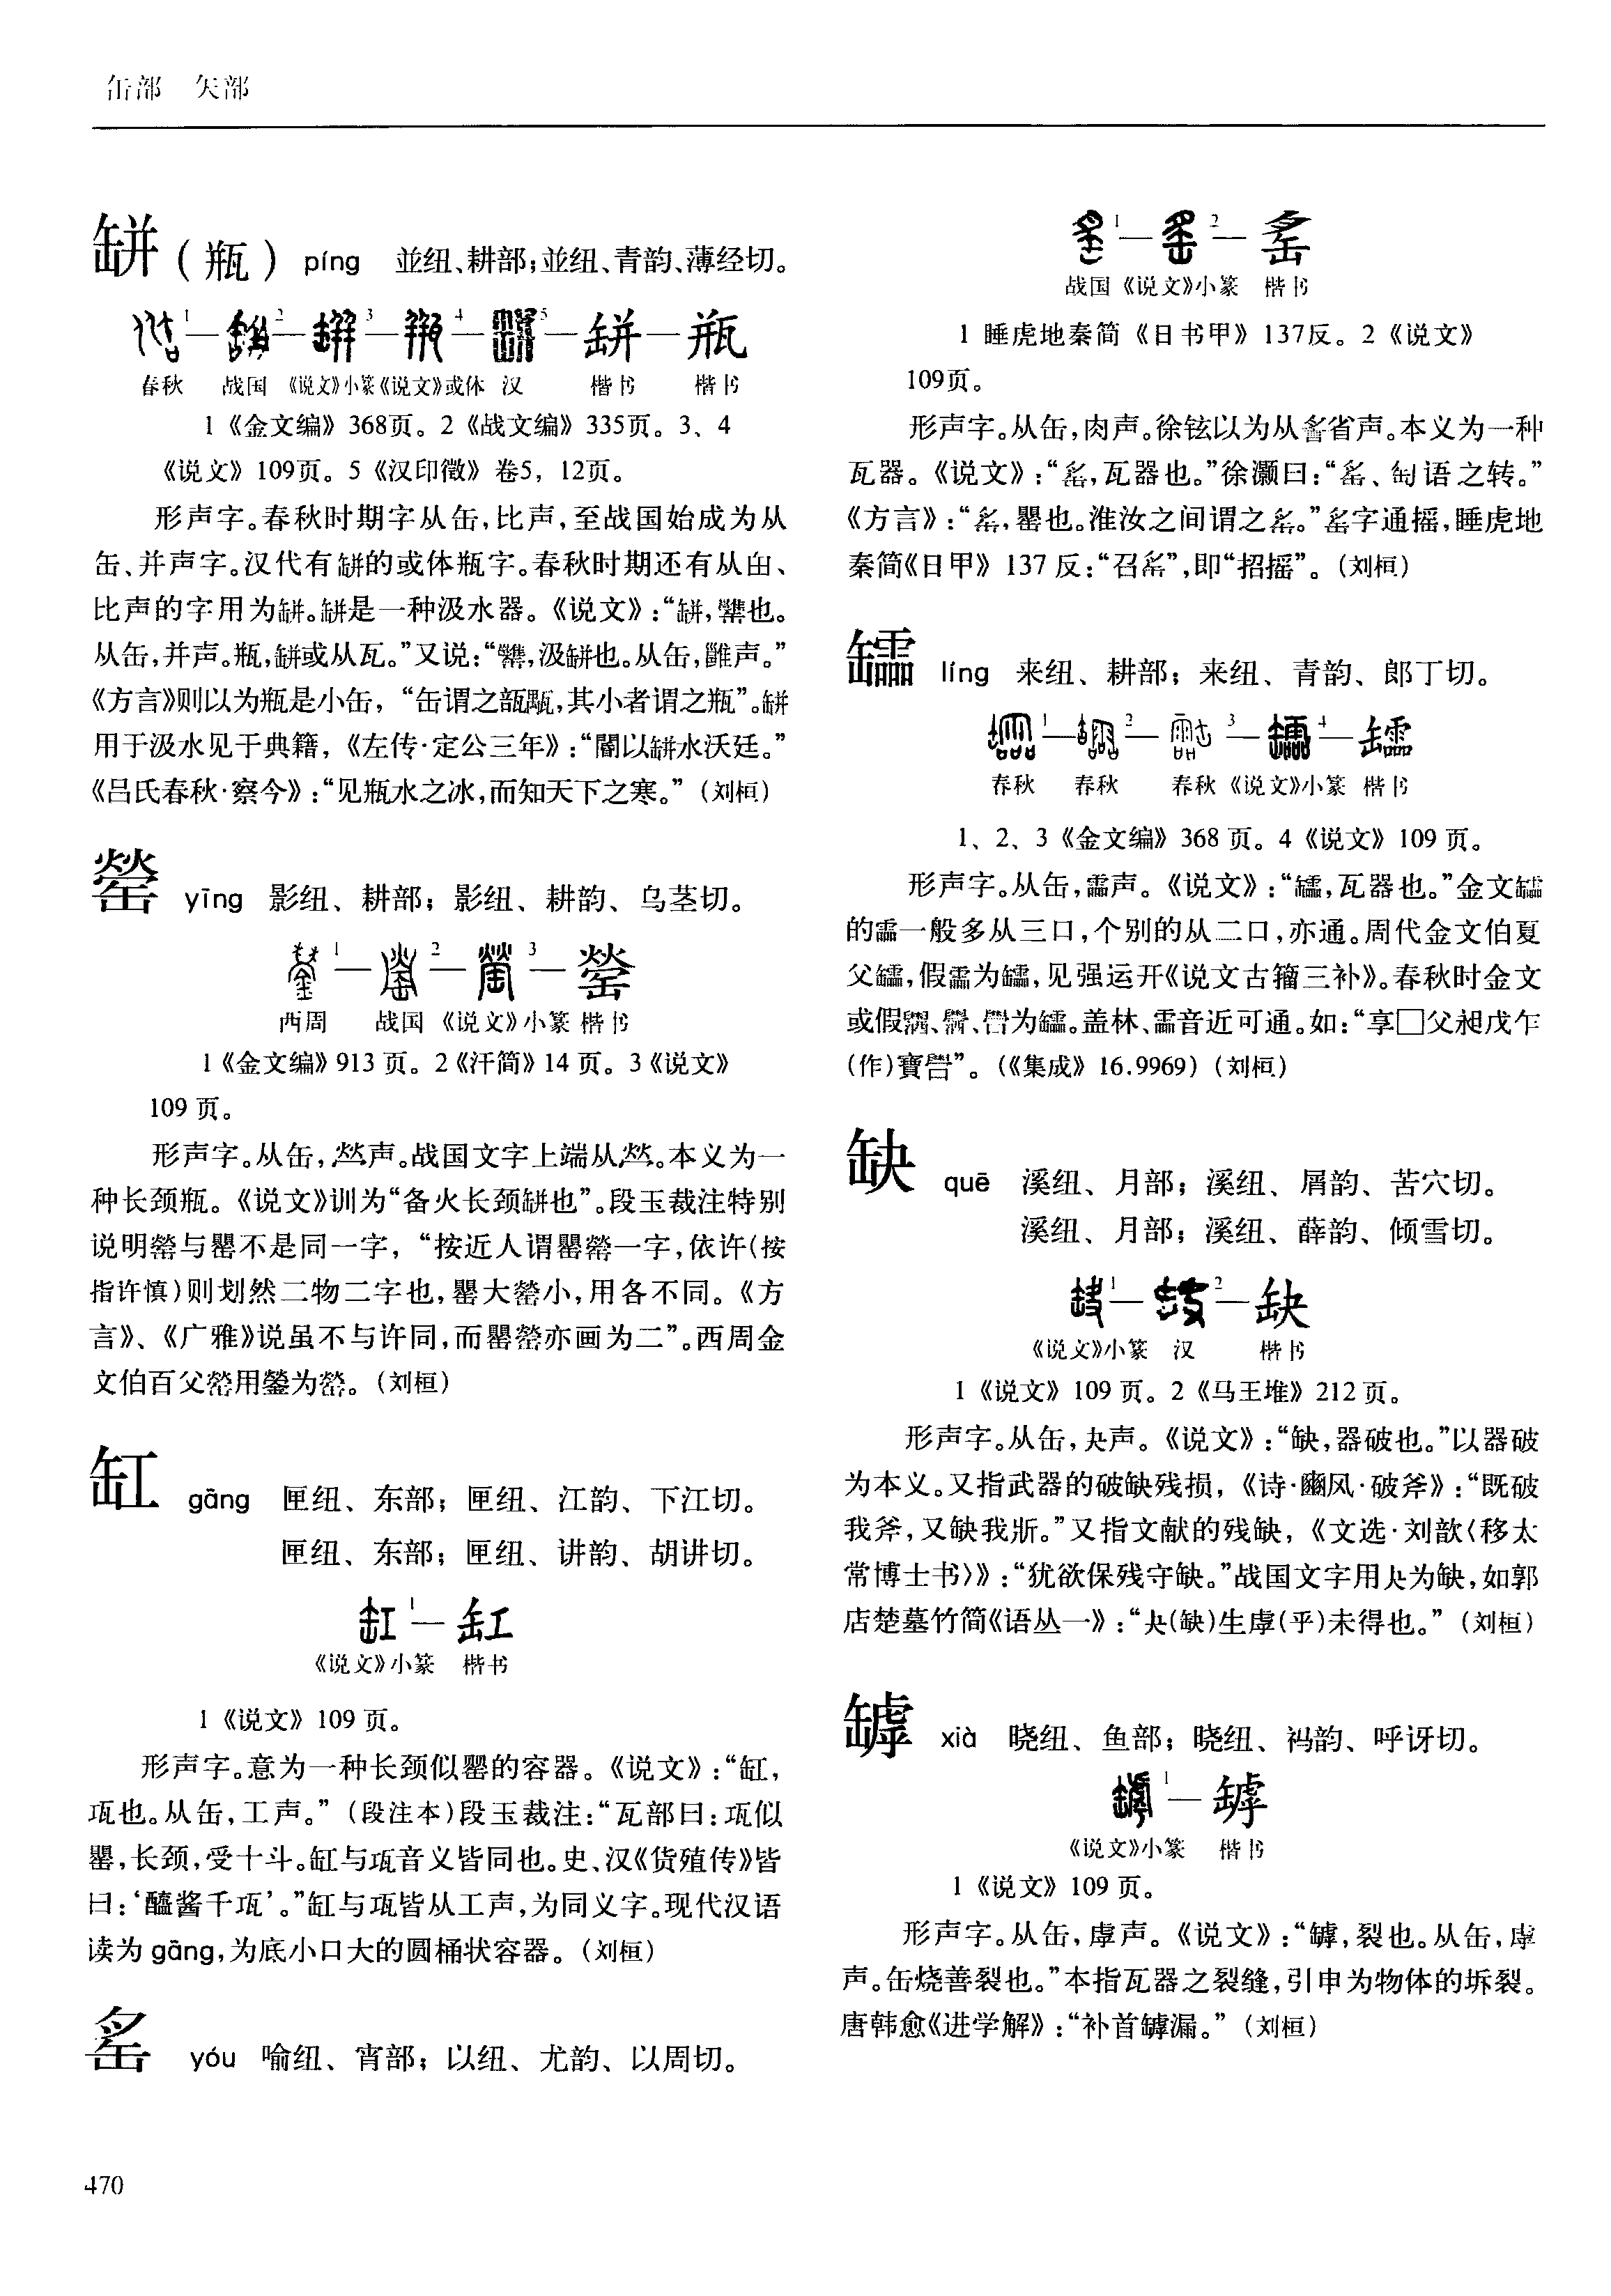 缶部 矢部
缾(瓶) píng 並纽、耕部；並纽、青韵、薄经切。
1—2—3—4—5—缾—瓶
春秋 战国 《说文》小篆《说文》或体 汉 楷书 楷书
1《金文编》368页。2《战文编》335页。3、4
《说文》109页。5《汉印徵》卷5，12页。
形声字。春秋时期字从缶，比声，至战国始成为从
缶、并声字。汉代有缾的或体瓶字。春秋时期还有从甾、
比声的字用为缾。缾是一种汲水器。《说文》：“缾，罋也。
从缶，并声。瓶，缾或从瓦。”又说：“罋，汲缾也。从缶，雝声。”
《方言》则以为瓶是小缶，“缶谓之瓿㼶，其小者谓之瓶”。缾
用于汲水见于典籍，《左传·定公三年》：“阍以缾水沃廷。”
《吕氏春秋·察今》：“见瓶水之冰，而知天下之寒。”（刘桓）
罃 yīng 影纽、耕部；影纽、耕韵、乌茎切。
1—2—3—罃
西周 战国 《说文》小篆 楷书
1《金文编》913页。2《汗简》14页。3《说文》
109页。
形声字。从缶，𤇾声。战国文字上端从𤇾。本义为一
种长颈瓶。《说文》训为“备火长颈缾也”。段玉裁注特别
说明罃与罂不是同一字，“按近人谓罂罃一字，依许（按
指许慎）则划然二物二字也，罂大罃小，用各不同。《方
言》、《广雅》说虽不与许同，而罂罃亦画为二”。西周金
文伯百父罃用鎣为罃。（刘桓）
缸 gāng 匣纽、东部；匣纽、江韵、下江切。
匣纽、东部；匣纽、讲韵、胡讲切。
1—缸
《说文》小篆 楷书
1《说文》109页。
形声字。意为一种长颈似罂的容器。《说文》：“缸，
瓨也。从缶，工声。”（段注本）段玉裁注：“瓦部曰：瓨似
罂，长颈，受十斗。缸与瓨音义皆同也。史、汉《货殖传》皆
曰：‘醯酱千瓨’。”缸与瓨皆从工声，为同义字。现代汉语
读为gāng，为底小口大的圆桶状容器。（刘桓）
䍃 yóu 喻纽、宵部；以纽、尤韵、以周切。
1—2—䍃
战国 《说文》小篆 楷书
1 睡虎地秦简《日书甲》137反。2《说文》
109页。
形声字。从缶，肉声。徐铉以为从䚻省声。本义为一种
瓦器。《说文》：“䍃，瓦器也。”徐灏曰：“䍃、匋语之转。”
《方言》：“䍃，罂也。淮汝之间谓之䍃。”䍃字通摇，睡虎地
秦简《日甲》137反：“召䍃”，即“招摇”。（刘桓）
罏 líng 来纽、耕部；来纽、青韵、郎丁切。
1—2—3—4—
春秋 春秋 春秋 《说文》小篆 楷书
1、2、3《金文编》368页。4《说文》109页。
形声字。从缶，霝声。《说文》：“䍅，瓦器也。”金文䍅
的霝一般多从三口，个别的从二口，亦通。周代金文伯夏
父䍅，假霝为䍅，见强运开《说文古籀三补》。春秋时金文
或假为䍅。盖林、霝音近可通。如：“享□父昶戊乍
（作）寶”。（《集成》16.9969）（刘桓）
缺 quē 溪纽、月部；溪纽、屑韵、苦穴切。
溪纽、月部；溪纽、薛韵、倾雪切。
1—2—缺
《说文》小篆 汉 楷书
1《说文》109页。2《马王堆》212页。
形声字。从缶，夬声。《说文》：“缺，器破也。”以器破
为本义。又指武器的破缺残损，《诗·豳风·破斧》：“既破
我斧，又缺我斨。”又指文献的残缺，《文选·刘歆〈移太
常博士书〉》：“犹欲保残守缺。”战国文字用夬为缺，如郭
店楚墓竹简《语丛一》：“夬（缺）生虖（乎）未得也。”（刘桓）
罅 xià 晓纽、鱼部；晓纽、祃韵、呼讶切。
1—罅
《说文》小篆 楷书
1《说文》109页。
形声字。从缶，虖声。《说文》：“罅，裂也。从缶，虖
声。缶烧善裂也。”本指瓦器之裂缝，引申为物体的坼裂。
唐韩愈《进学解》：“补苴罅漏。”（刘桓）
470